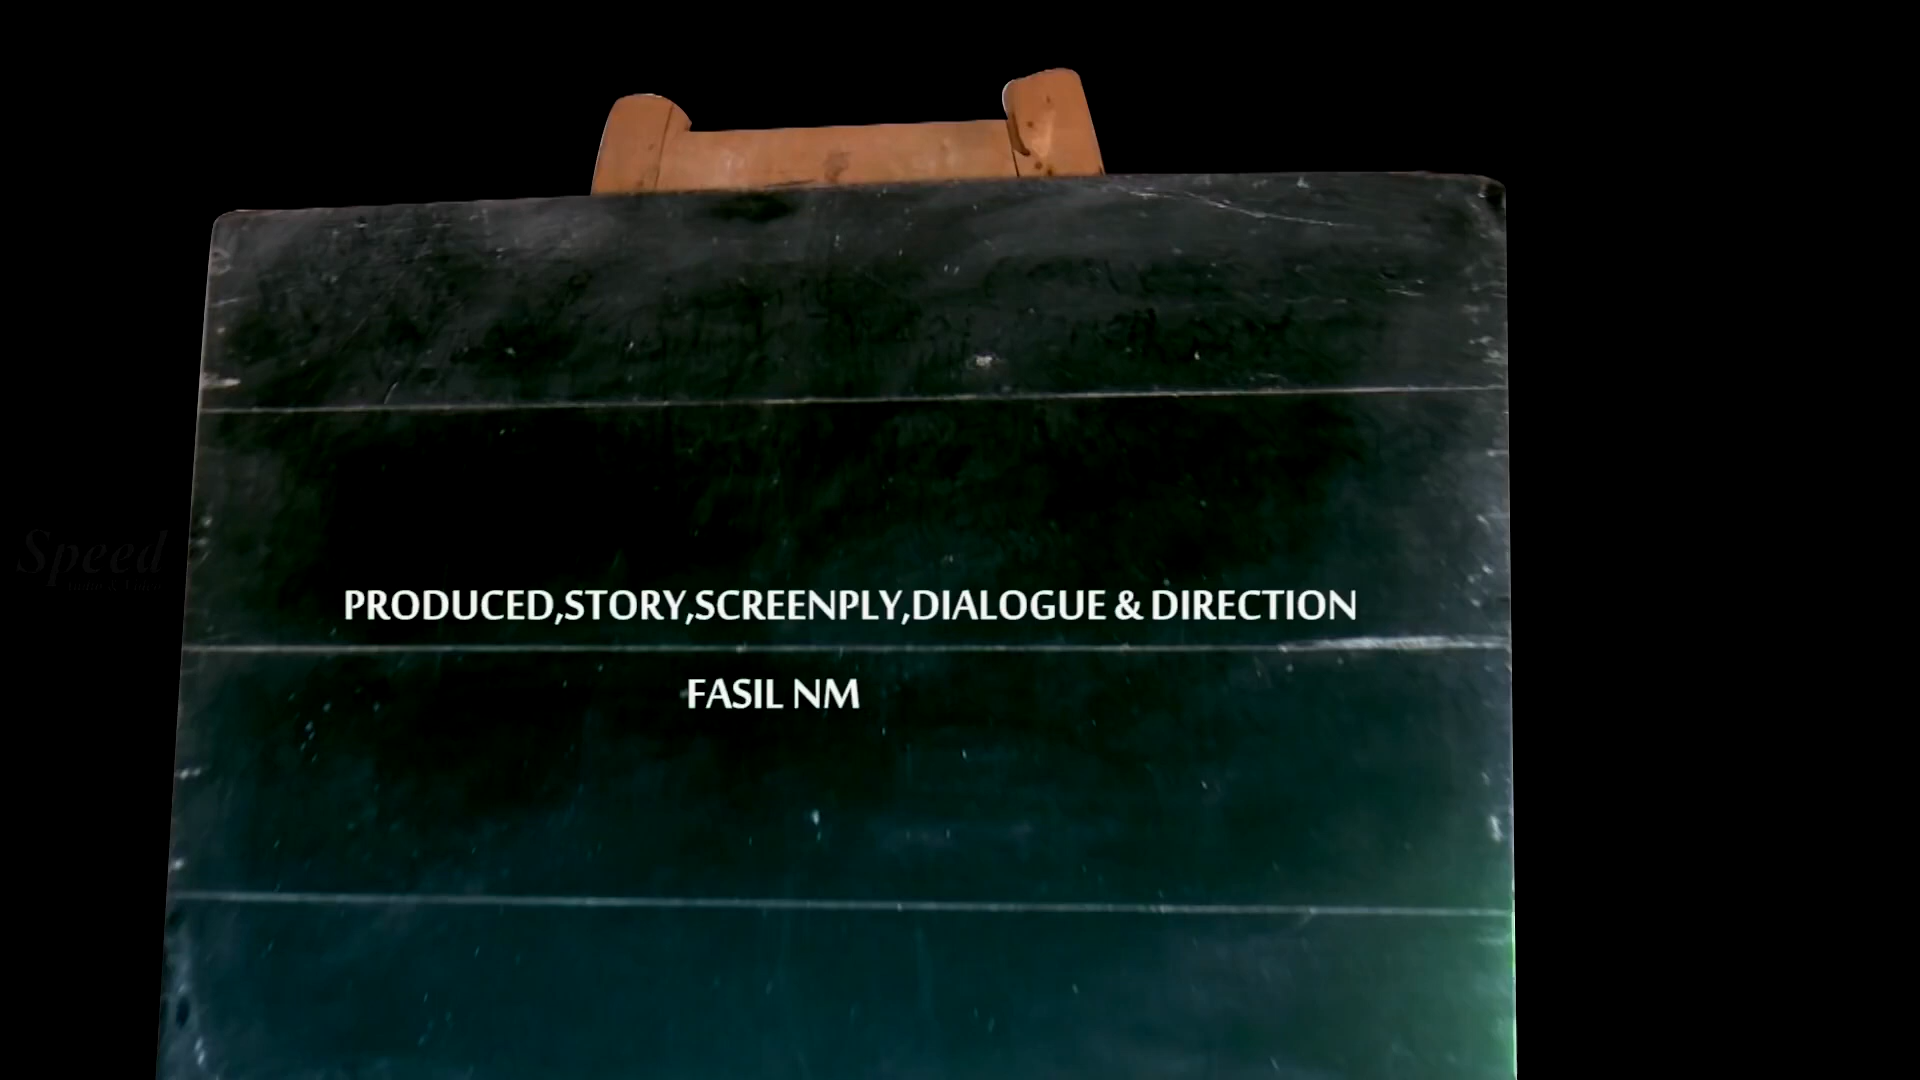 Speed
PRODUCED,STORY,SCREENPLY,DIALOGUE & DIRECTION
FASIL NM